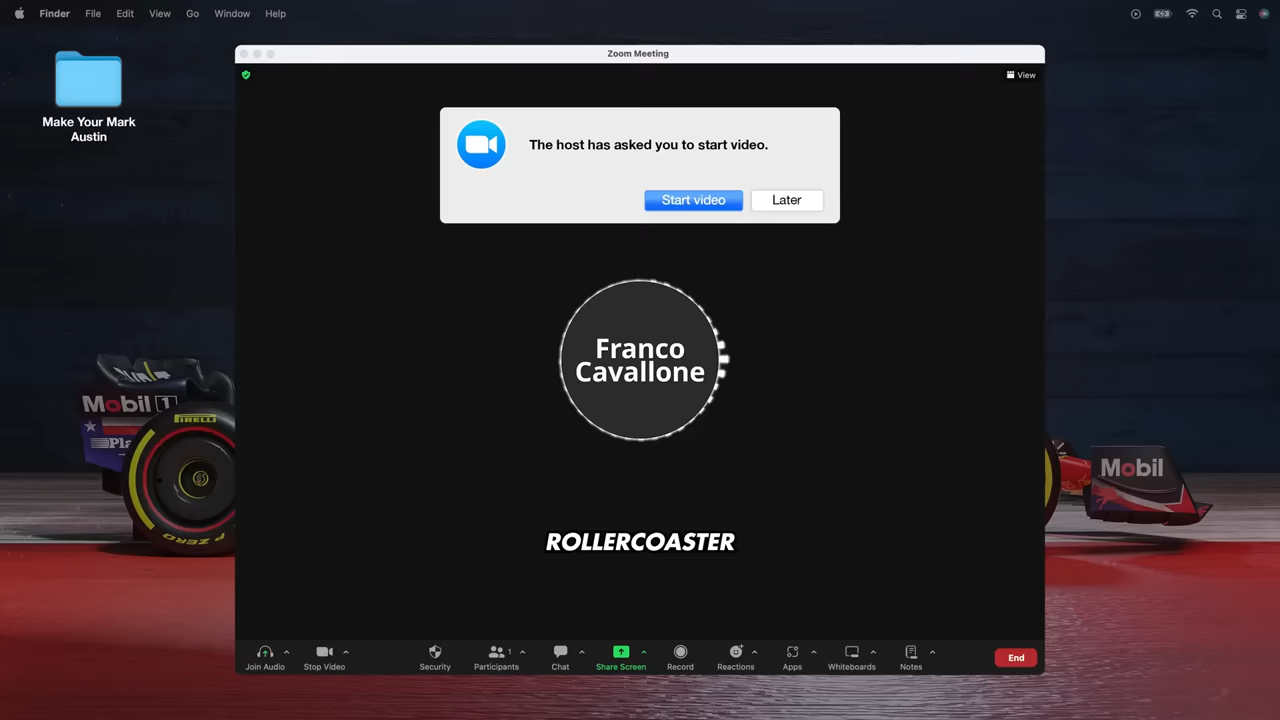 Finder File Edit View Go Window Help
Make Your Mark
Austin
Zoom Meeting
View
The host has asked you to start video.
Start video Later
Franco
Cavallone
Mobil 1
PIRELLI
P ZERO
Mobil
ROLLERCOASTER
Join Audio Stop Video Security Participants 1 Chat Share Screen Record Reactions Apps Whiteboards Notes End